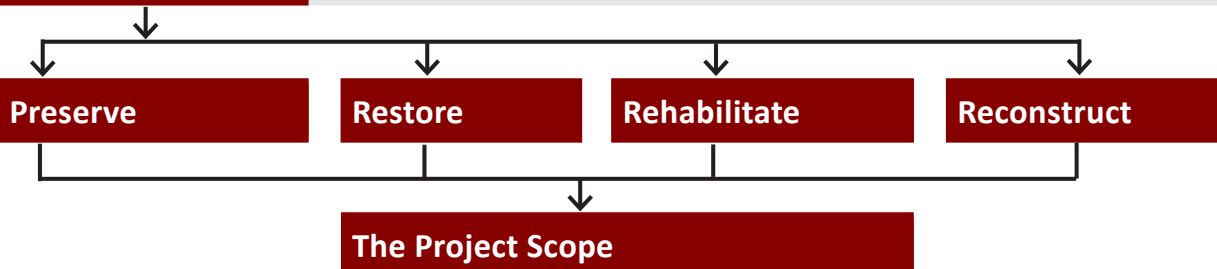 Preserve
Restore
Rehabilitate
Reconstruct
The Project Scope